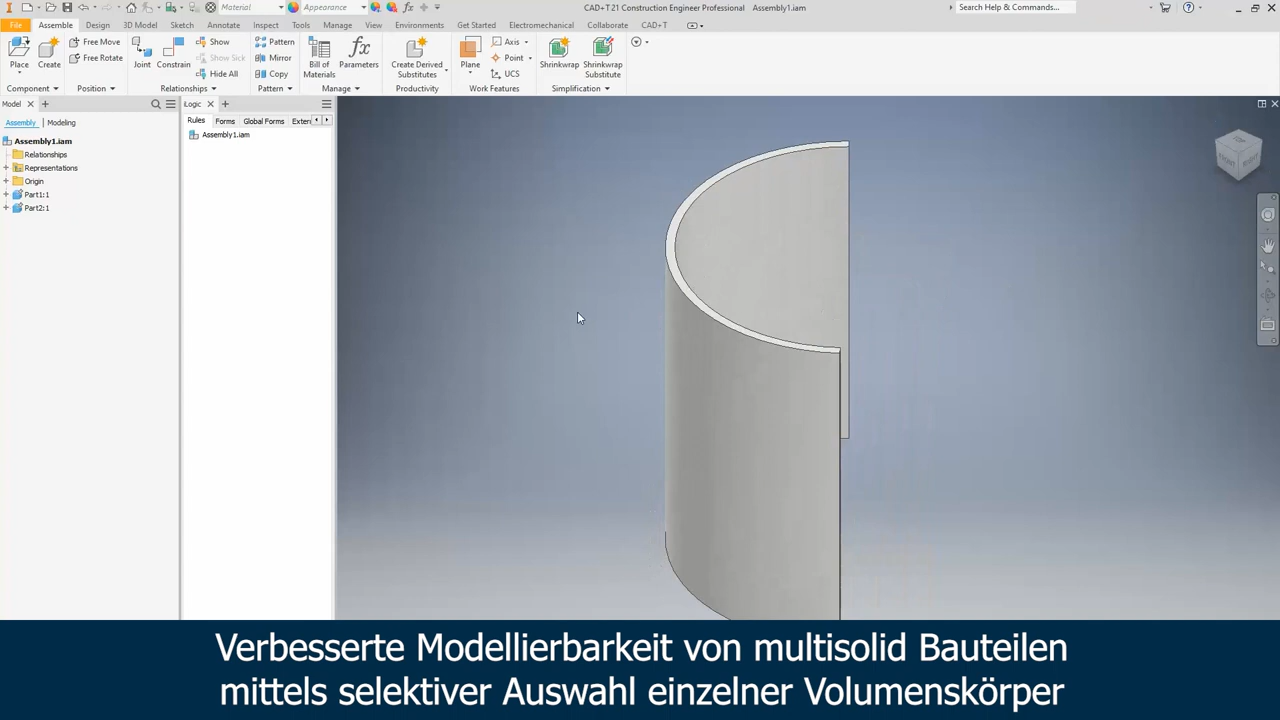 Material
Appearance
CAD+T 21 Construction Engineer Professional Assembly1.iam
Search Help & Commands...
File Assemble Design 3D Model Sketch Annotate Inspect Tools Manage View Environments Get Started Electromechanical Collaborate CAD+T
Place
Create
Free Move
Free Rotate
Joint
Constrain
Show
Show Sick
Hide All
Pattern
Mirror
Copy
Bill of
Materials
Parameters
Create Derived
Substitutes
Plane
Axis
Point
UCS
Shrinkwrap
Shrinkwrap
Substitute
Component Position Relationships Pattern Manage Productivity Work Features Simplification
Model
Assembly Modeling
Assembly1.iam
Relationships
Representations
Origin
Part1:1
Part2:1
iLogic
Rules Forms Global Forms Exter
Assembly1.iam
FRONT
Verbesserte Modellierbarkeit von multisolid Bauteilen
mittels selektiver Auswahl einzelner Volumenskörper